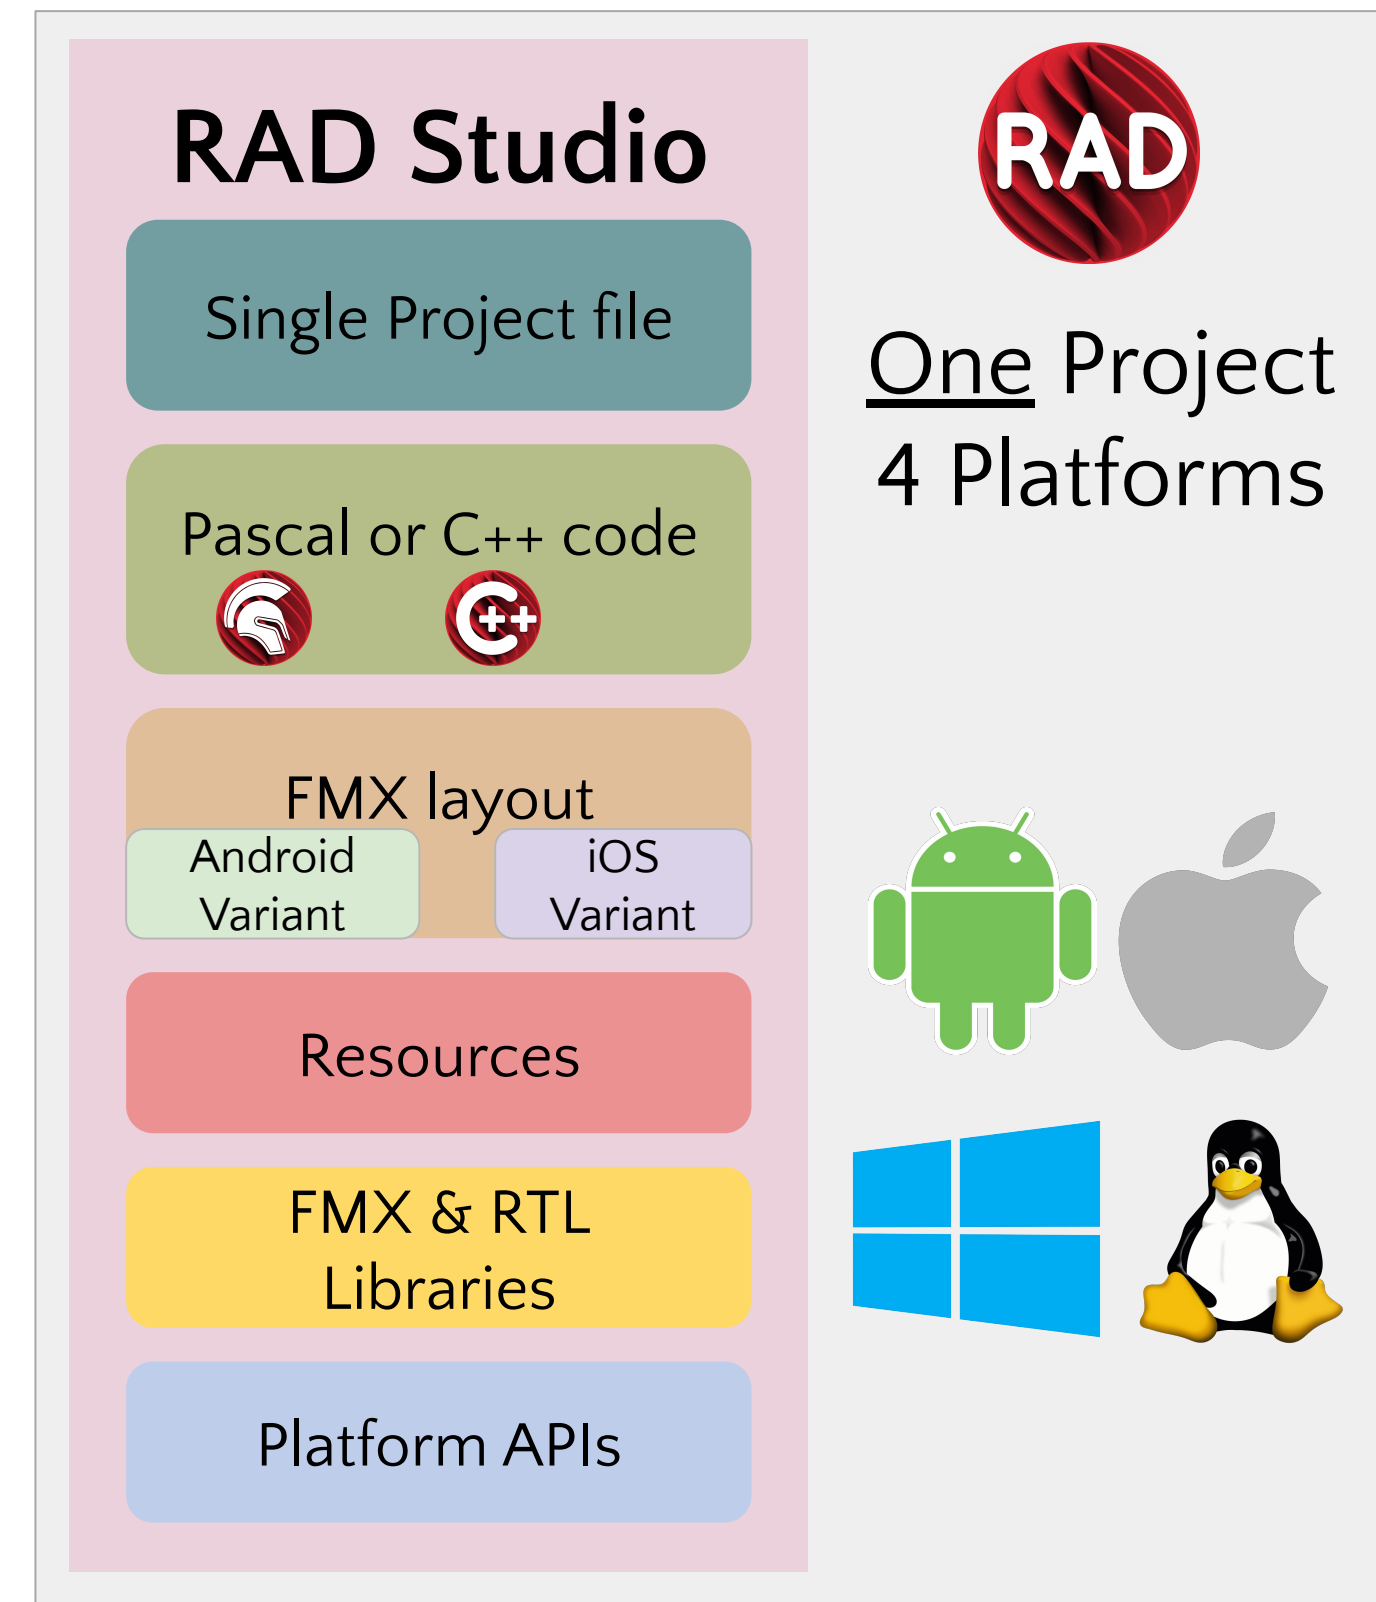 RAD Studio
Single Project file
Pascal or C++ code
C++
FMX layout
Android
Variant
iOS
Variant
Resources
FMX & RTL
Libraries
Platform APIs
RAD
One Project
4 Platforms